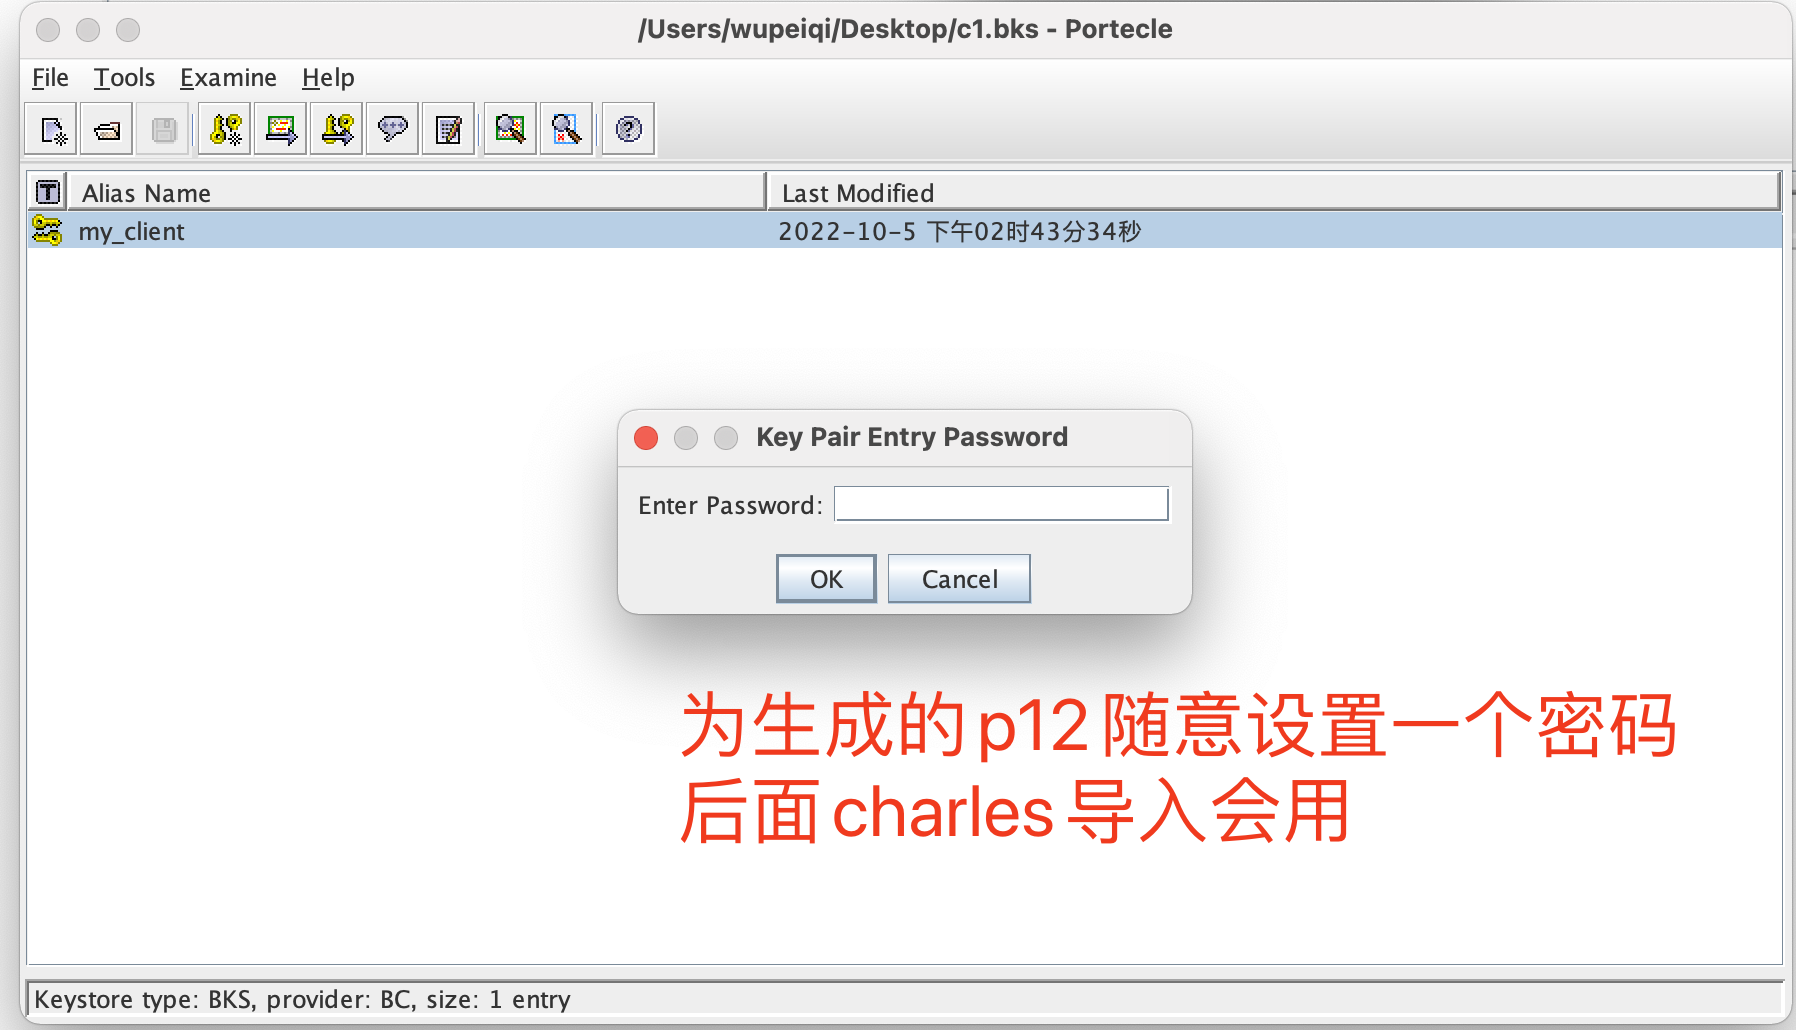 /Users/wupeiqi/Desktop/c1.bks - Portecle
File Tools Examine Help
T Alias Name Last Modified
my_client 2022-10-5 下午02时43分34秒
Key Pair Entry Password
Enter Password:
OK Cancel
为生成的p12随意设置一个密码
后面charles导入会用
Keystore type: BKS, provider: BC, size: 1 entry